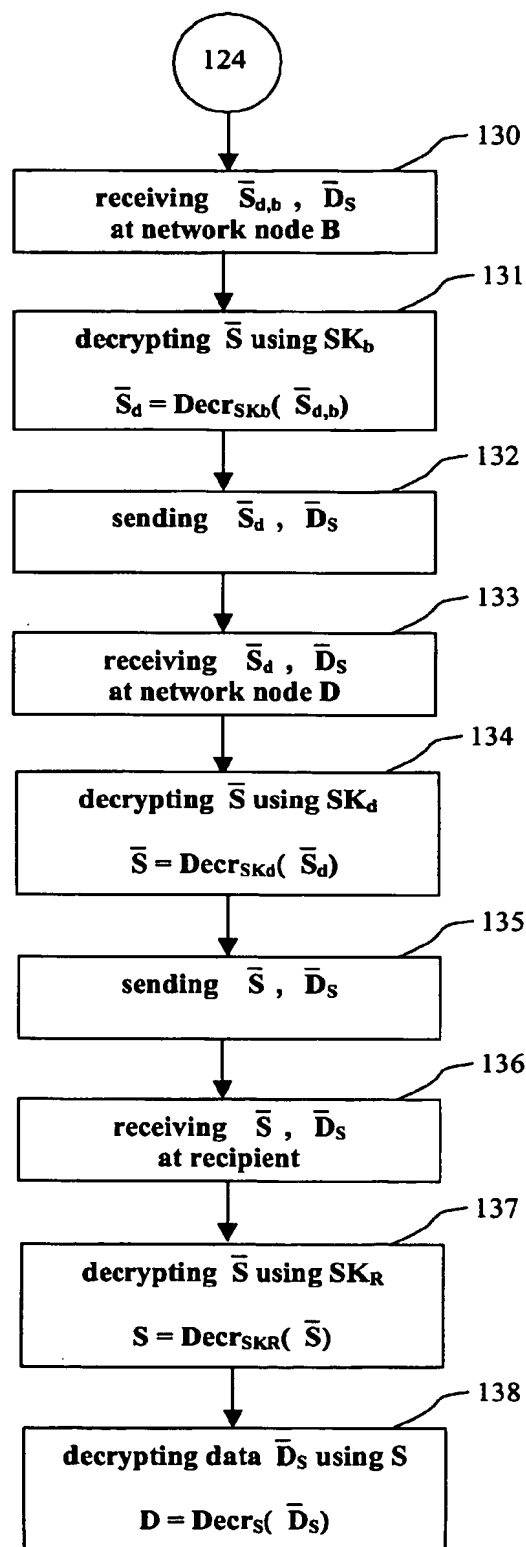 124
130
receiving S̄d,b , D̄S
at network node B
131
decrypting S̄ using SKb
S̄d = DecrSKb( S̄d,b)
132
sending S̄d , D̄S
133
receiving S̄d , D̄S
at network node D
134
decrypting S̄ using SKd
S̄ = DecrSKd( S̄d)
135
sending S̄ , D̄S
136
receiving S̄ , D̄S
at recipient
137
decrypting S̄ using SKR
S = DecrSKR( S̄)
138
decrypting data D̄S using S
D = DecrS( D̄S)